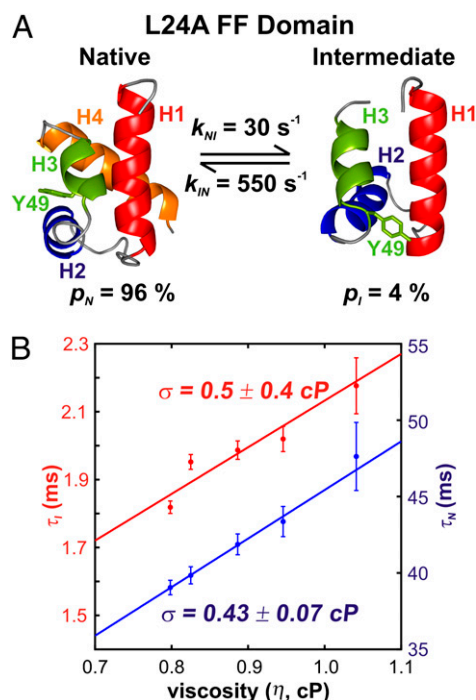 A
L24A FF Domain
Native
Intermediate
H4
H1
H3
Y49
H2
k_NI = 30 s⁻¹
k_IN = 550 s⁻¹
H3
H1
H2
Y49
p_N = 96 %
p_I = 4 %
B
2.3
2.1
1.9
1.7
1.5
τ_I (ms)
σ = 0.5 ± 0.4 cP
σ = 0.43 ± 0.07 cP
55
50
45
40
35
τ_N (ms)
0.7 0.8 0.9 1.0 1.1
viscosity (η, cP)